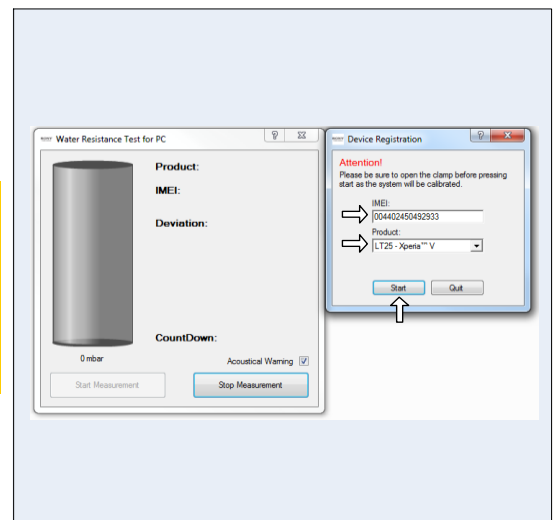 Water Resistance Test for PC
Product:
IMEI:
Deviation:
CountDown:
0 mbar
Acoustical Warning
Start Measurement
Stop Measurement
Device Registration
Attention!
Please be sure to open the clamp before pressing
start as the system will be calibrated.
IMEI:
004402450492933
Product:
LT25 - Xperia™ V
Start
Quit